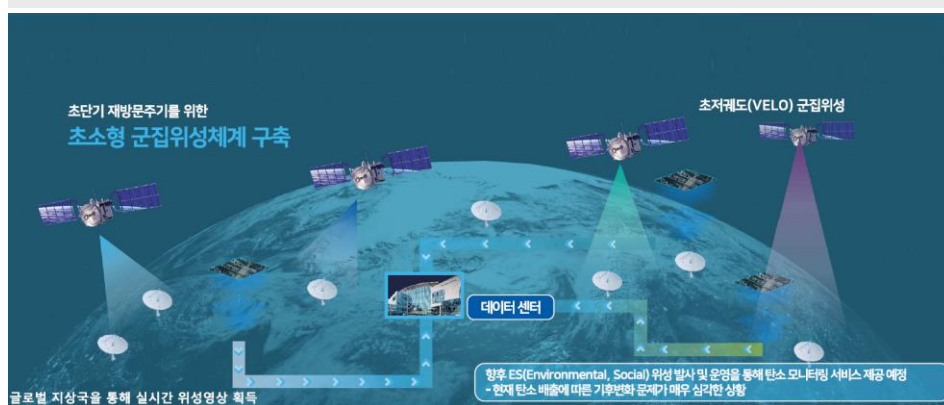 초단기 재방문주기를 위한
초소형 군집위성체계 구축
초저궤도(VELO) 군집위성
데이터 센터
향후 ES(Environmental, Social) 위성 발사 및 운영을 통해 탄소 모니터링 서비스 제공 예정
- 현재 탄소 배출에 따른 기후변화 문제가 매우 심각한 상황
글로벌 지상국을 통해 실시간 위성영상 획득